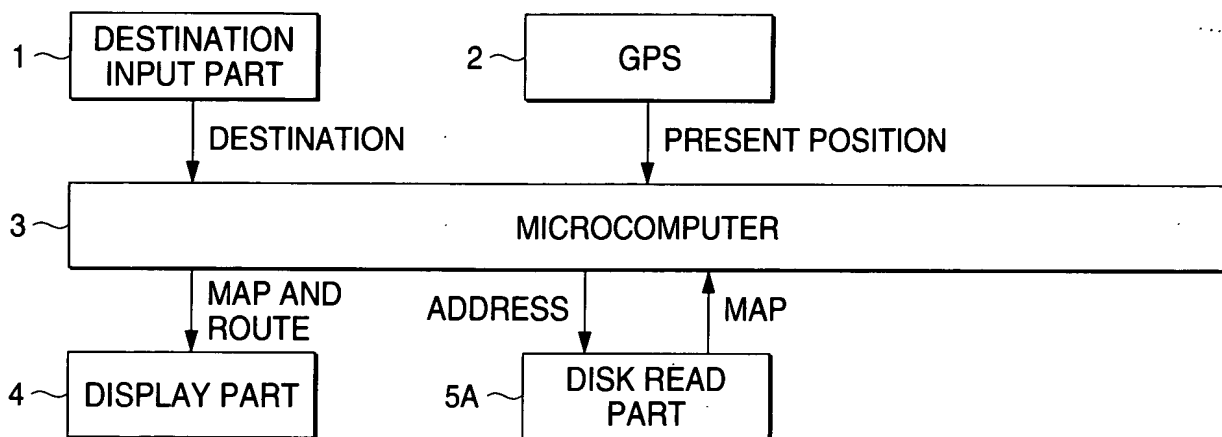 1 DESTINATION
INPUT PART
2 GPS
DESTINATION
PRESENT POSITION
3 MICROCOMPUTER
MAP AND
ROUTE
ADDRESS
MAP
4 DISPLAY PART
5A DISK READ
PART